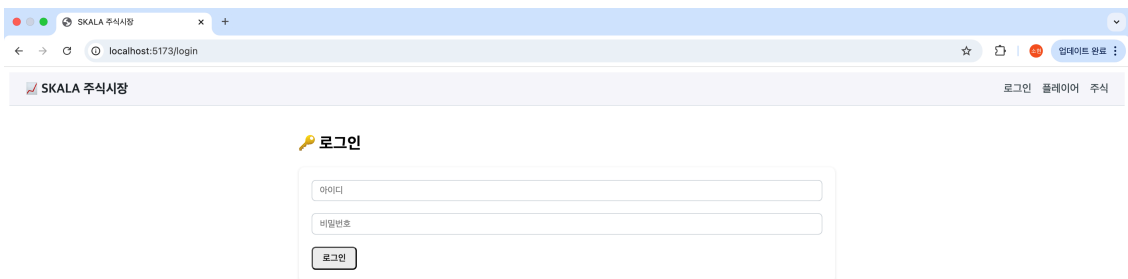 SKALA 주식시장
localhost:5173/login
소현
업데이트 완료
SKALA 주식시장
로그인 플레이어 주식
로그인
아이디
비밀번호
로그인